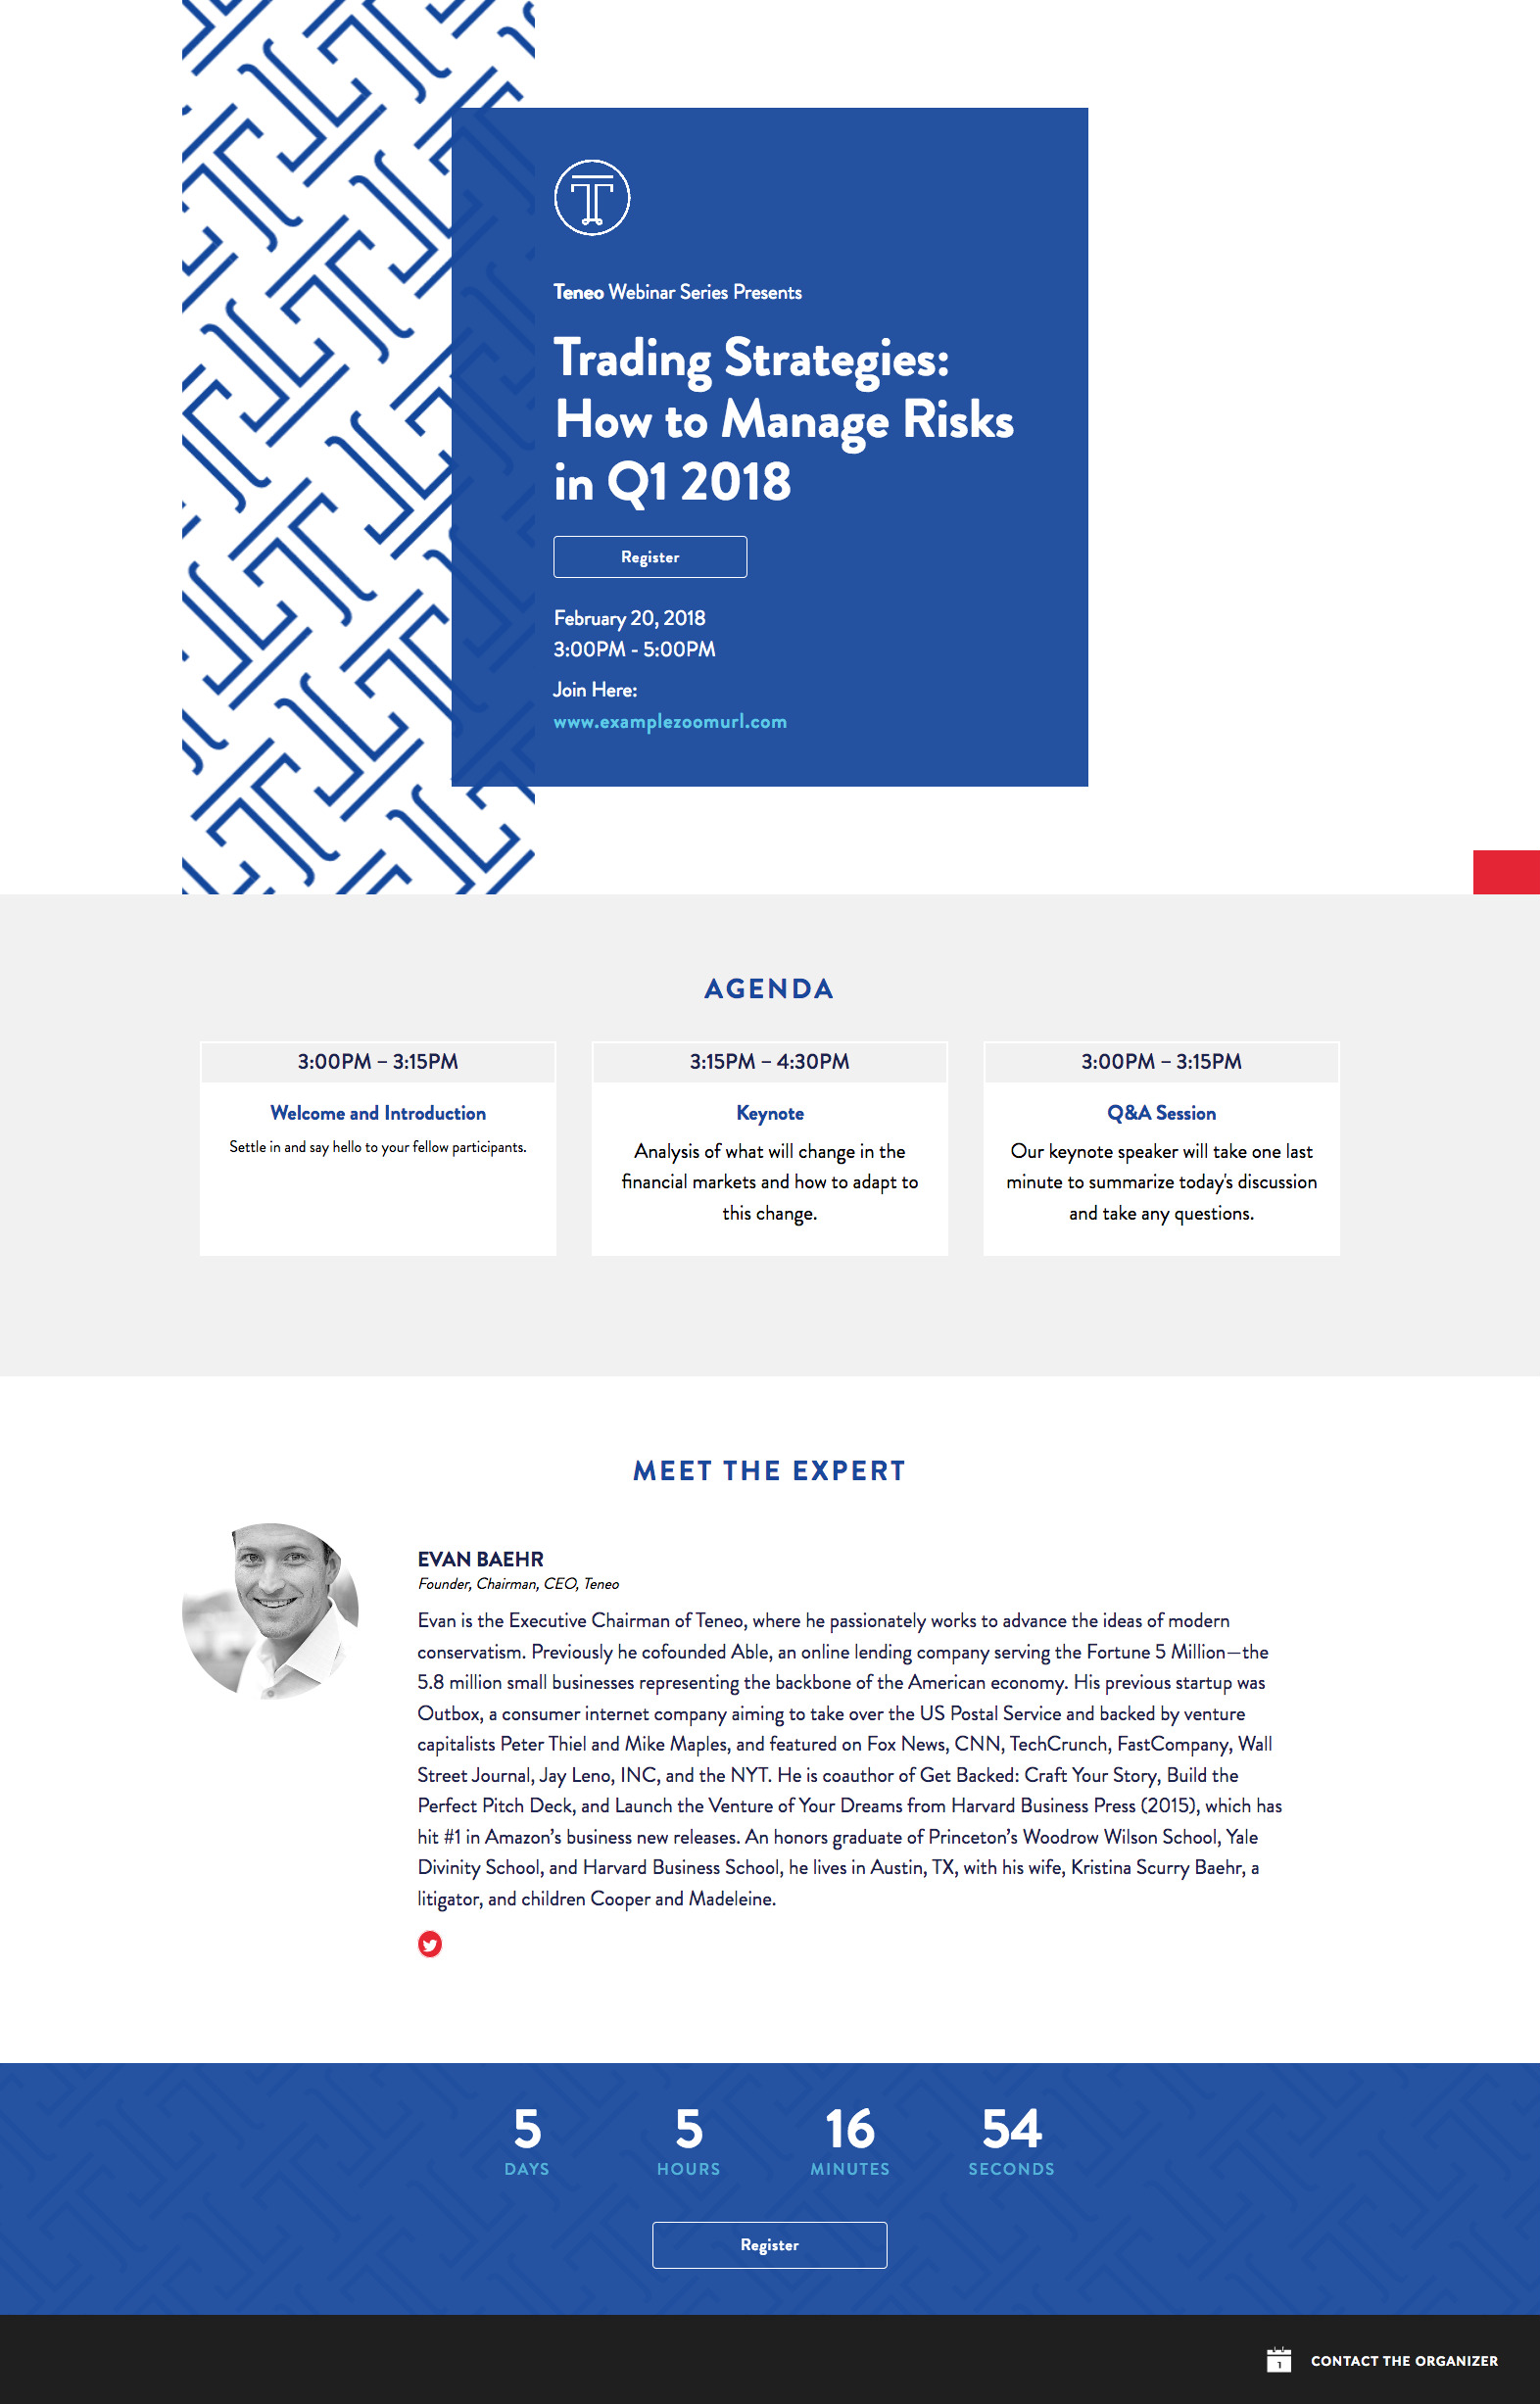 T
Teneo Webinar Series Presents
Trading Strategies:
How to Manage Risks
in Q1 2018
Register
February 20, 2018
3:00PM - 5:00PM
Join Here:
www.examplezoomurl.com
AGENDA
3:00PM – 3:15PM
Welcome and Introduction
Settle in and say hello to your fellow participants.
3:15PM – 4:30PM
Keynote
Analysis of what will change in the
financial markets and how to adapt to
this change.
3:00PM – 3:15PM
Q&A Session
Our keynote speaker will take one last
minute to summarize today's discussion
and take any questions.
MEET THE EXPERT
EVAN BAEHR
Founder, Chairman, CEO, Teneo
Evan is the Executive Chairman of Teneo, where he passionately works to advance the ideas of modern
conservatism. Previously he cofounded Able, an online lending company serving the Fortune 5 Million—the
5.8 million small businesses representing the backbone of the American economy. His previous startup was
Outbox, a consumer internet company aiming to take over the US Postal Service and backed by venture
capitalists Peter Thiel and Mike Maples, and featured on Fox News, CNN, TechCrunch, FastCompany, Wall
Street Journal, Jay Leno, INC, and the NYT. He is coauthor of Get Backed: Craft Your Story, Build the
Perfect Pitch Deck, and Launch the Venture of Your Dreams from Harvard Business Press (2015), which has
hit #1 in Amazon’s business new releases. An honors graduate of Princeton’s Woodrow Wilson School, Yale
Divinity School, and Harvard Business School, he lives in Austin, TX, with his wife, Kristina Scurry Baehr, a
litigator, and children Cooper and Madeleine.
5 5 16 54
DAYS HOURS MINUTES SECONDS
Register
1 CONTACT THE ORGANIZER